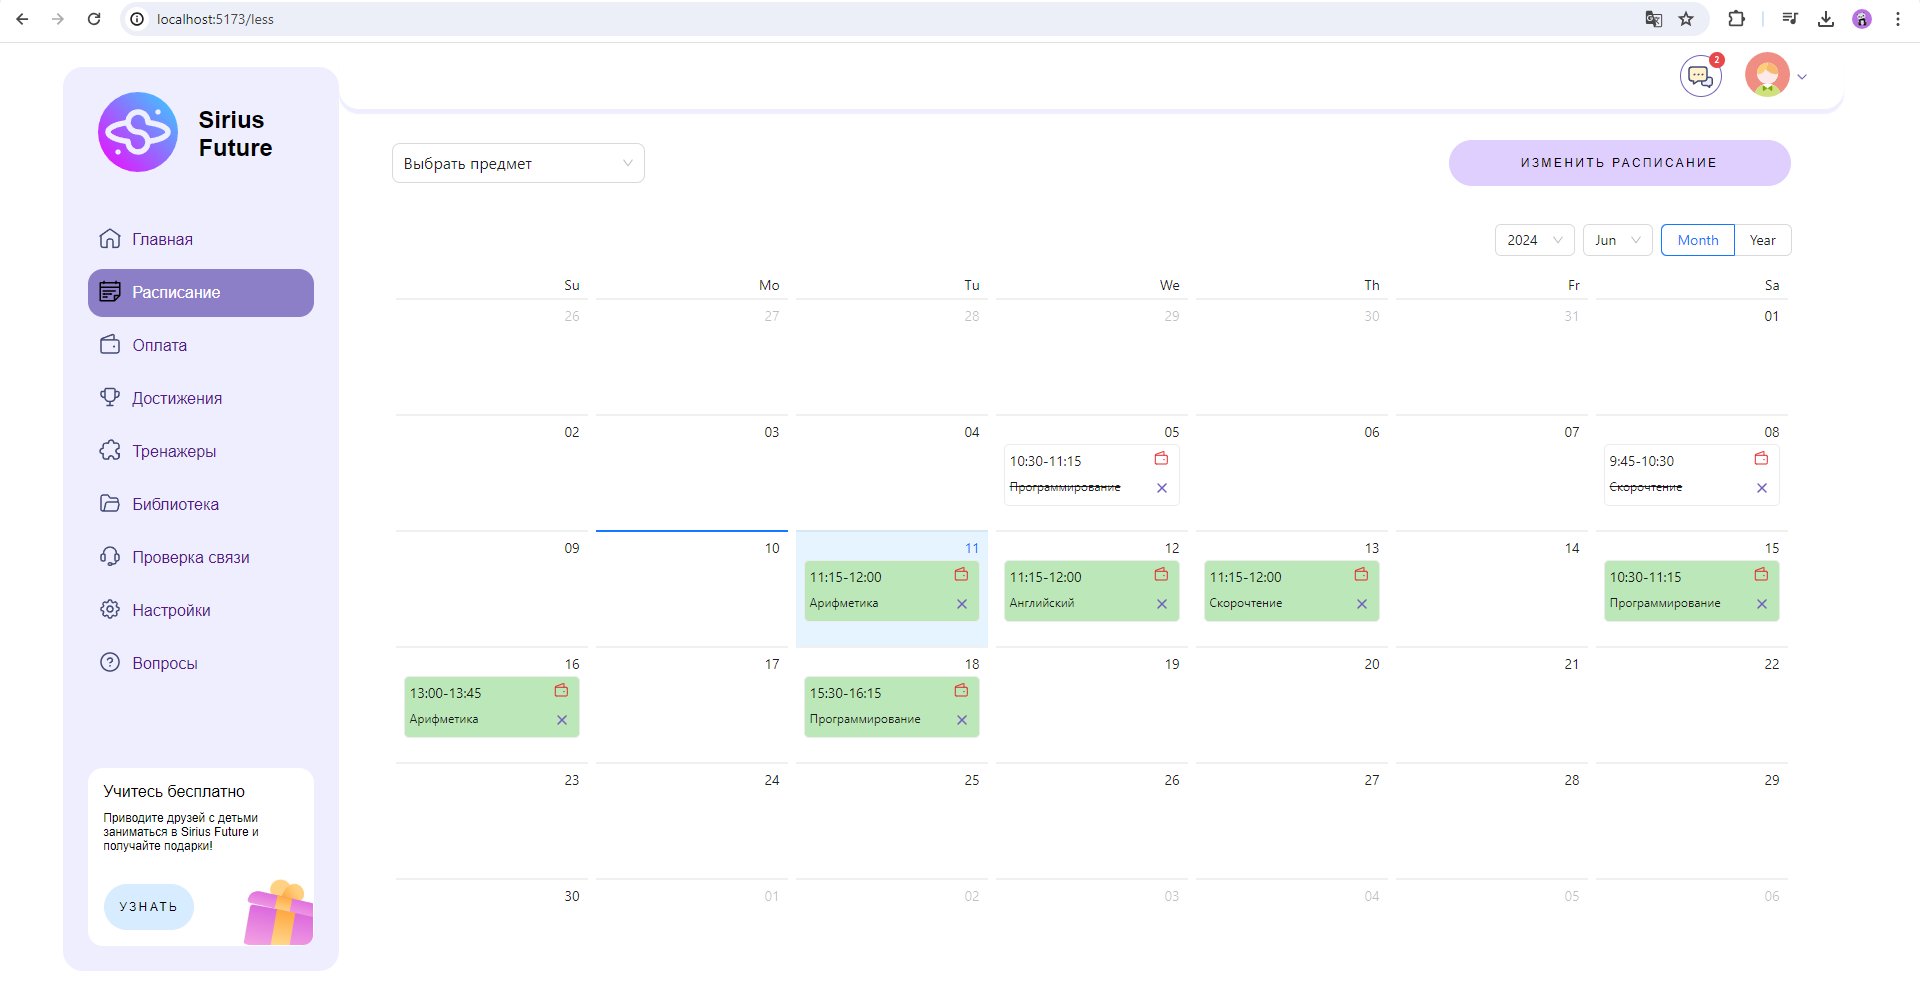 localhost:5173/less
2
Sirius
Future
Главная
Расписание
Оплата
Достижения
Тренажеры
Библиотека
Проверка связи
Настройки
Вопросы
Учитесь бесплатно
Приводите друзей с детьми
заниматься в Sirius Future и
получайте подарки!
УЗНАТЬ
Выбрать предмет
ИЗМЕНИТЬ РАСПИСАНИЕ
2024 Jun Month Year
Su Mo Tu We Th Fr Sa
26 27 28 29 30 31 01
02 03 04 05 06 07 08
10:30-11:15 9:45-10:30
Программирование Скорочтение
09 10 11 12 13 14 15
11:15-12:00 11:15-12:00 11:15-12:00 10:30-11:15
Арифметика Английский Скорочтение Программирование
16 17 18 19 20 21 22
13:00-13:45 15:30-16:15
Арифметика Программирование
23 24 25 26 27 28 29
30 01 02 03 04 05 06